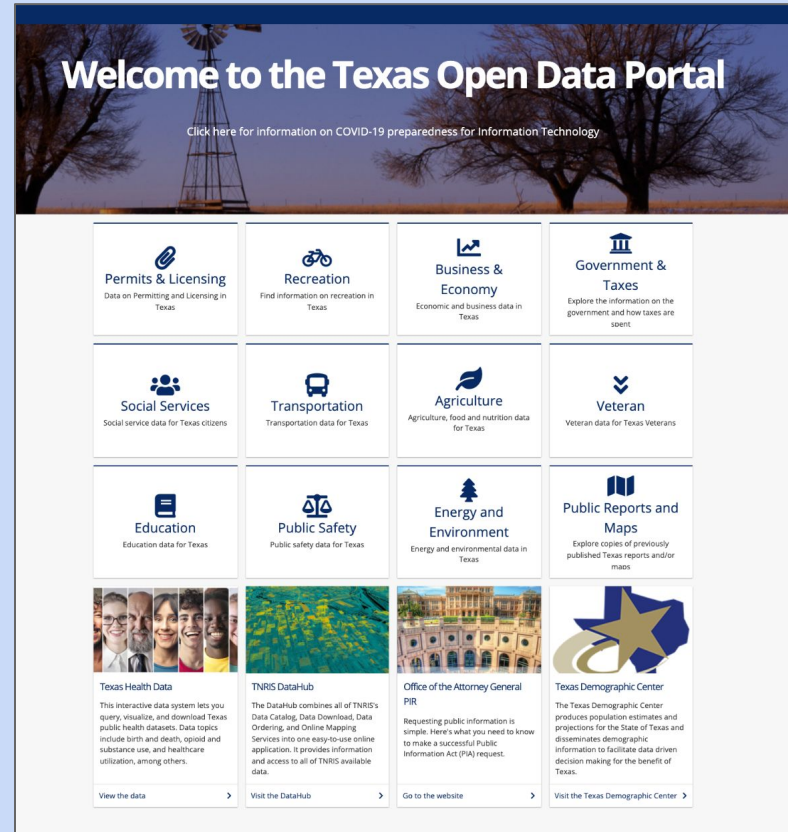 Welcome to the Texas Open Data Portal
Click here for information on COVID-19 preparedness for Information Technology
Permits & Licensing
Data on Permitting and Licensing in
Texas
Recreation
Find information on recreation in
Texas
Business &
Economy
Economic and business data in
Texas
Government &
Taxes
Explore the information on the
government and how taxes are
spent
Social Services
Social service data for Texas citizens
Transportation
Transportation data for Texas
Agriculture
Agriculture, food and nutrition data
for Texas
Veteran
Veteran data for Texas Veterans
Education
Education data for Texas
Public Safety
Public safety data for Texas
Energy and
Environment
Energy and environmental data in
Texas
Public Reports and
Maps
Explore copies of previously
published Texas reports and/or
maps
Texas Health Data
This interactive data system lets you
query, visualize, and download Texas
public health datasets. Data topics
include birth and death, opioid and
substance use, and healthcare
utilization, among others.
View the data
TNRIS DataHub
The DataHub combines all of TNRIS's
Data Catalog, Data Download, Data
Ordering, and Online Mapping
Services into one easy-to-use online
application. It provides information
and access to all of TNRIS available
data.
Visit the DataHub
Office of the Attorney General
PIR
Requesting public information is
simple. Here's what you need to know
to make a successful Public
Information Act (PIA) request.
Go to the website
Texas Demographic Center
The Texas Demographic Center
produces population estimates and
projections for the State of Texas and
disseminates demographic
information to facilitate data driven
decision making for the benefit of
Texas.
Visit the Texas Demographic Center